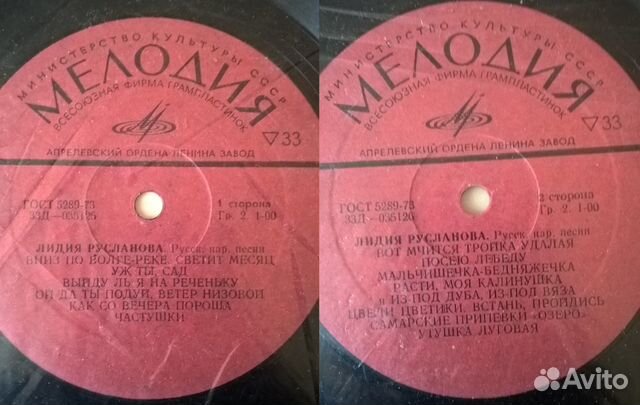 МИНИСТЕРСТВО КУЛЬТУРЫ СССР
МЕЛОДИЯ
ВСЕСОЮЗНАЯ ФИРМА ГРАМПЛАСТИНОК
▽33
АПРЕЛЕВСКИЙ ОРДЕНА ЛЕНИНА ЗАВОД
ГОСТ 5289-73
33Д—035125
1 сторона
Гр. 2. 1-00
ЛИДИЯ РУСЛАНОВА. Русск. нар. песни
ВНИЗ ПО ВОЛГЕ-РЕКЕ. СВЕТИТ МЕСЯЦ
УЖ ТЫ, САД
ВЫЙДУ ЛЬ Я НА РЕЧЕНЬКУ
ОЙ ДА ТЫ ПОДУЙ, ВЕТЕР НИЗОВОЙ
КАК СО ВЕЧЕРА ПОРОША
ЧАСТУШКИ
МИНИСТЕРСТВО КУЛЬТУРЫ СССР
МЕЛОДИЯ
ВСЕСОЮЗНАЯ ФИРМА ГРАМПЛАСТИНОК
▽33
АПРЕЛЕВСКИЙ ОРДЕНА ЛЕНИНА ЗАВОД
ГОСТ 5289-73
33Д—035126
2 сторона
Гр. 2. 1-00
ЛИДИЯ РУСЛАНОВА. Русск. нар. песни
ВОТ МЧИТСЯ ТРОЙКА УДАЛАЯ
ПОСЕЮ ЛЕБЕДУ
МАЛЬЧИШЕЧКА-БЕДНЯЖЕЧКА
РАСТИ, МОЯ КАЛИНУШКА
Я ИЗ-ПОД ДУБА, ИЗ-ПОД ВЯЗА
ЦВЕЛИ ЦВЕТИКИ. ВСТАНЬ, ПРОЙДИСЬ
САМАРСКИЕ ПРИПЕВКИ «ОЗЕРО»
УТУШКА ЛУГОВАЯ
Avito